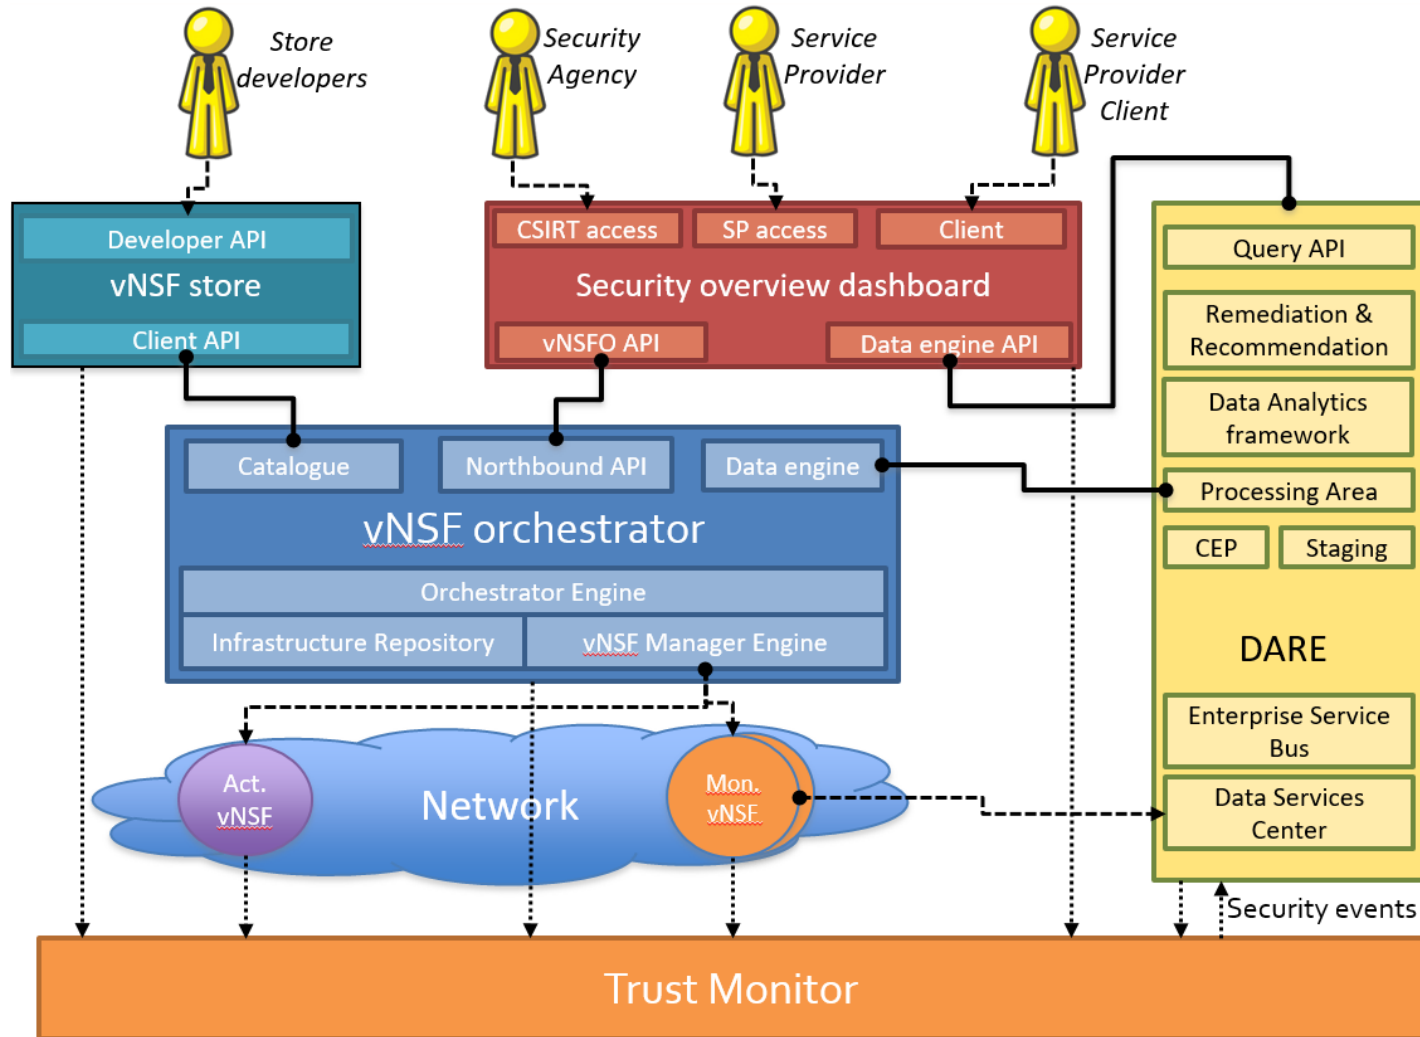 Store
developers
Security
Agency
Service
Provider
Service
Provider
Client
Developer API
vNSF store
Client API
CSIRT access
SP access
Client
Security overview dashboard
vNSFO API
Data engine API
Query API
Remediation &
Recommendation
Data Analytics
framework
Processing Area
CEP
Staging
DARE
Enterprise Service
Bus
Data Services
Center
Catalogue
Northbound API
Data engine
vNSF orchestrator
Orchestrator Engine
Infrastructure Repository
vNSF Manager Engine
Act.
vNSF
Network
Mon.
vNSF
Security events
Trust Monitor